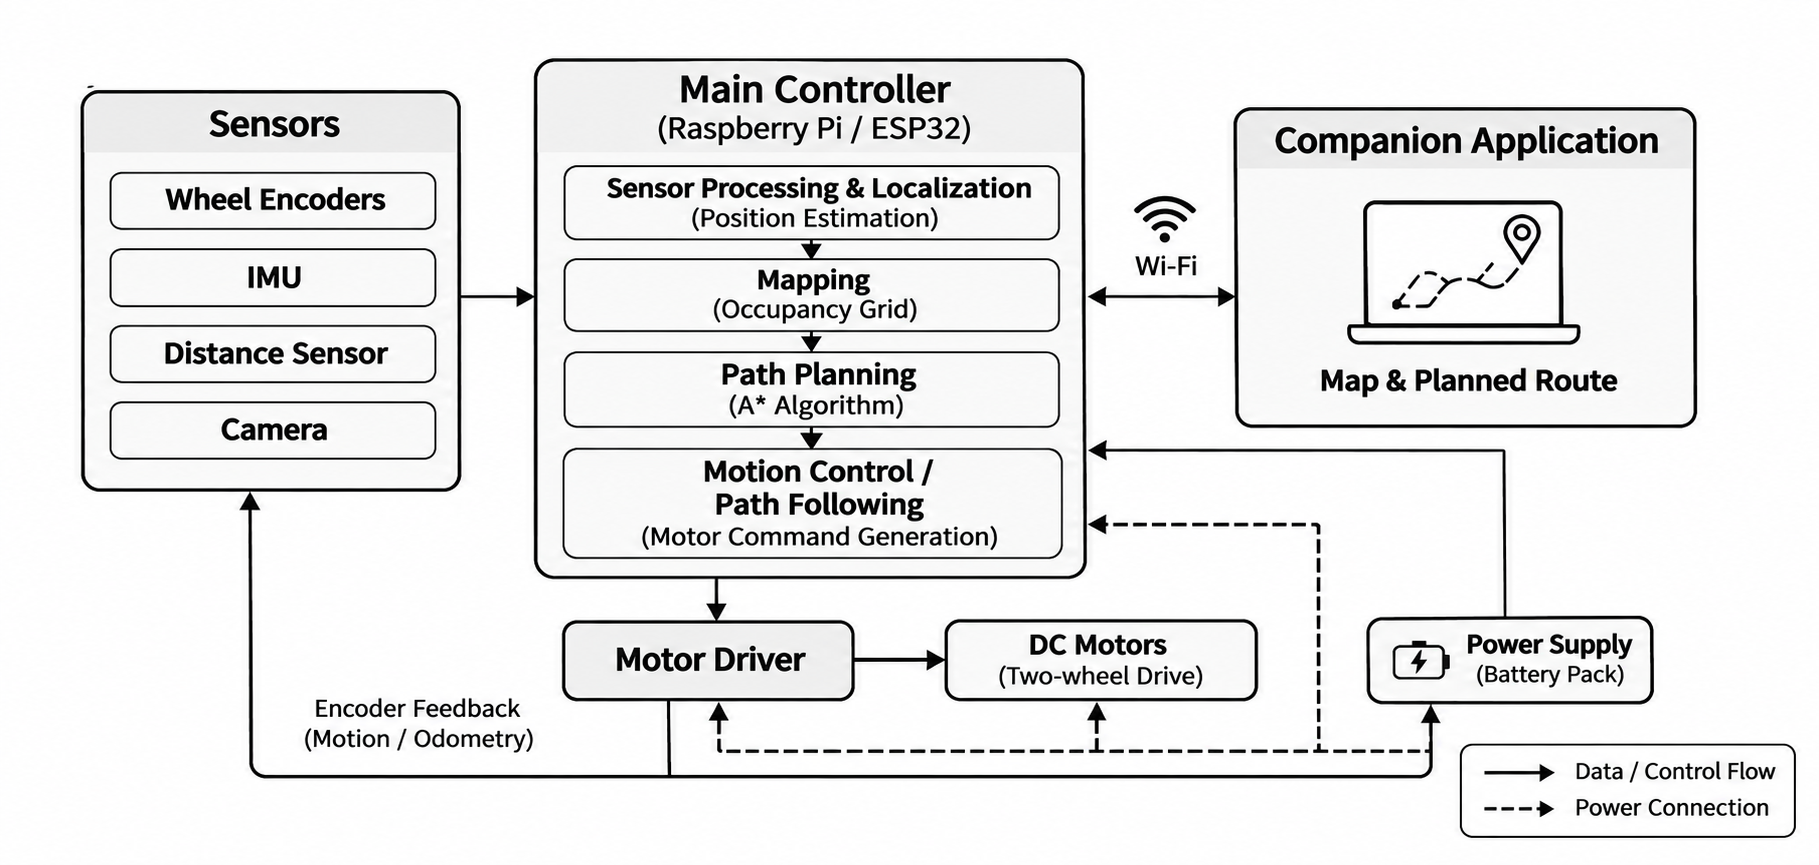 Sensors
Wheel Encoders
IMU
Distance Sensor
Camera
Main Controller
(Raspberry Pi / ESP32)
Sensor Processing & Localization
(Position Estimation)
Mapping
(Occupancy Grid)
Path Planning
(A* Algorithm)
Motion Control /
Path Following
(Motor Command Generation)
Wi-Fi
Companion Application
Map & Planned Route
Motor Driver
DC Motors
(Two-wheel Drive)
Power Supply
(Battery Pack)
Encoder Feedback
(Motion / Odometry)
Data / Control Flow
Power Connection